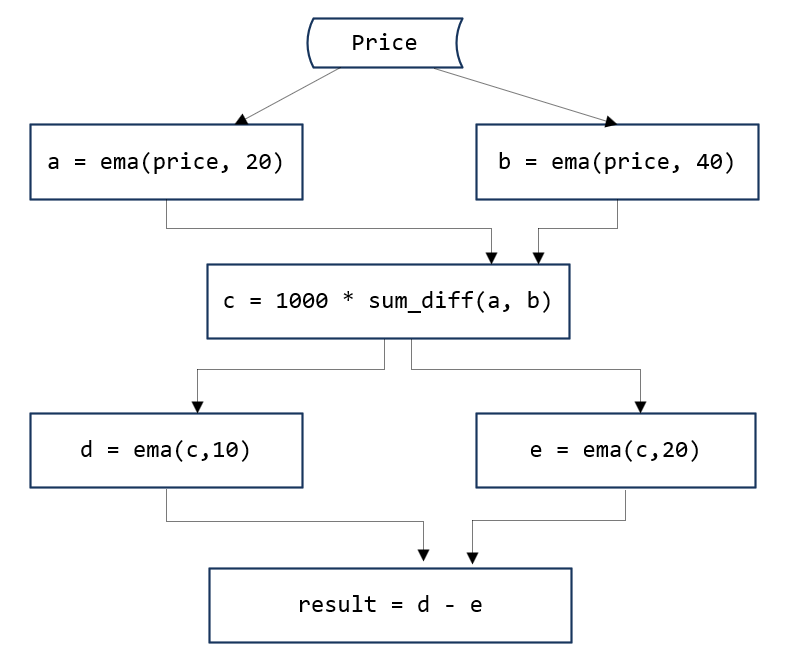 Price
a = ema(price, 20)
b = ema(price, 40)
c = 1000 * sum_diff(a, b)
d = ema(c,10)
e = ema(c,20)
result = d - e